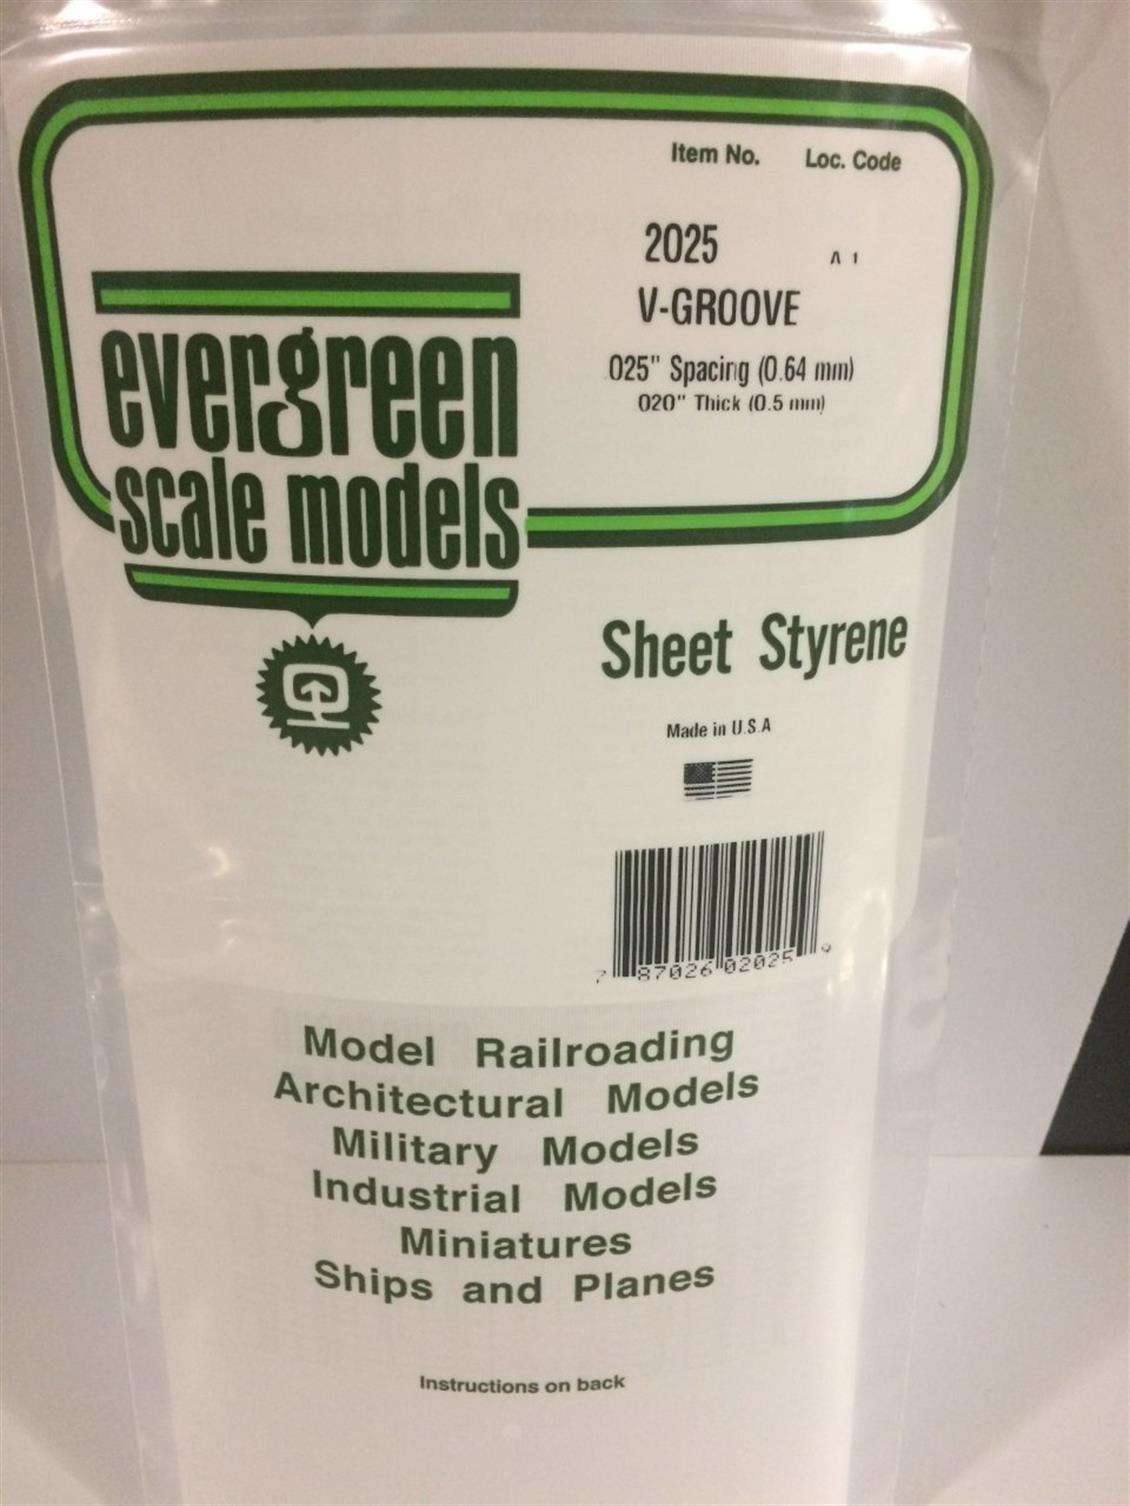 Item No. Loc. Code
2025 A 1
V-GROOVE
.025" Spacing (0.64 mm)
.020" Thick (0.5 mm)
evergreen
scale models
Sheet Styrene
Made in U.S.A
7 87026 02025 9
Model Railroading
Architectural Models
Military Models
Industrial Models
Miniatures
Ships and Planes
Instructions on back